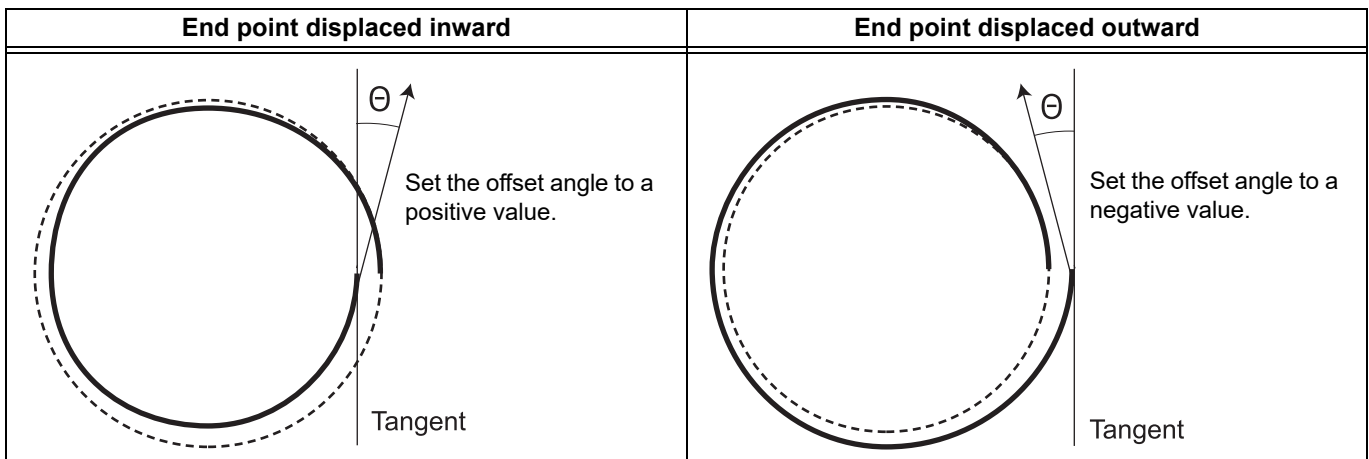 End point displaced inward
End point displaced outward
Θ
Set the offset angle to a
positive value.
Tangent
Θ
Set the offset angle to a
negative value.
Tangent